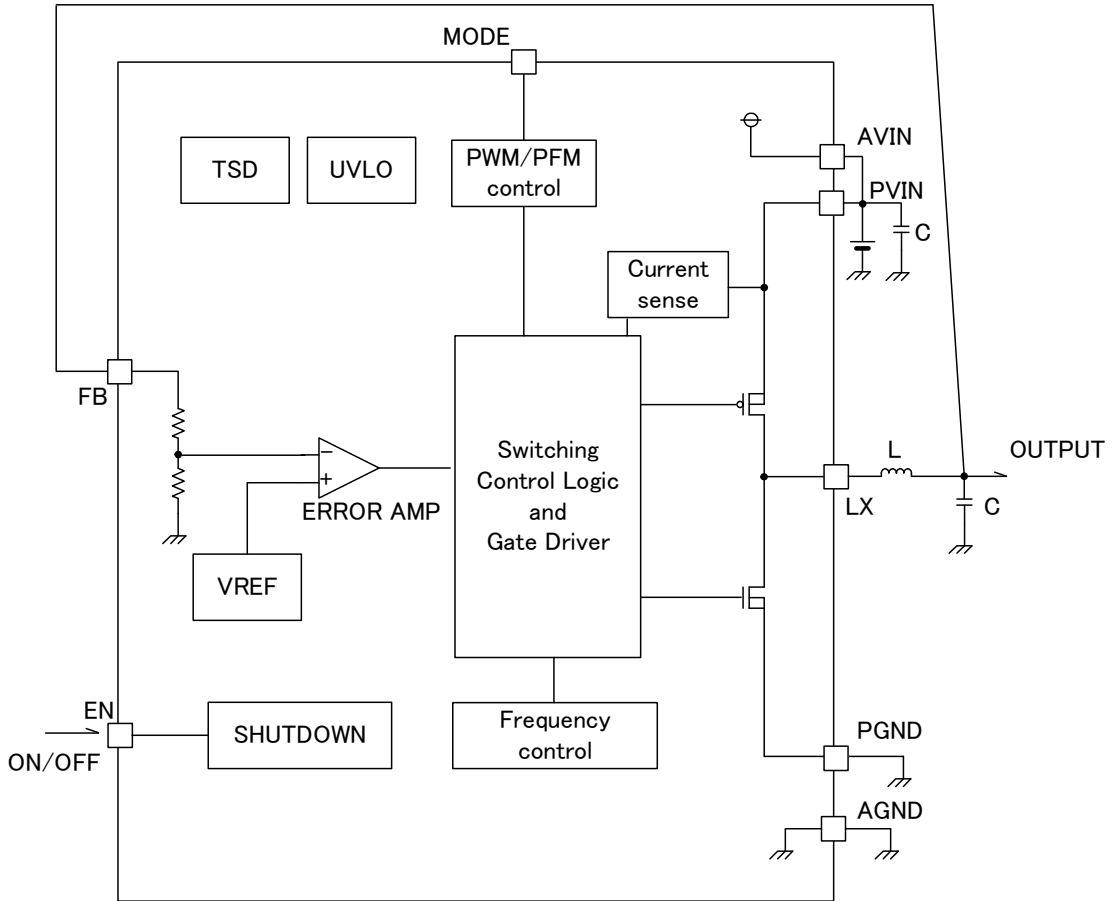 MODE
AVIN
TSD
UVLO
PWM/PFM
control
PVIN
C
Current
sense
FB
Switching
Control Logic
and
Gate Driver
−
+
ERROR AMP
L
OUTPUT
LX
C
VREF
EN
ON/OFF
SHUTDOWN
Frequency
control
PGND
AGND